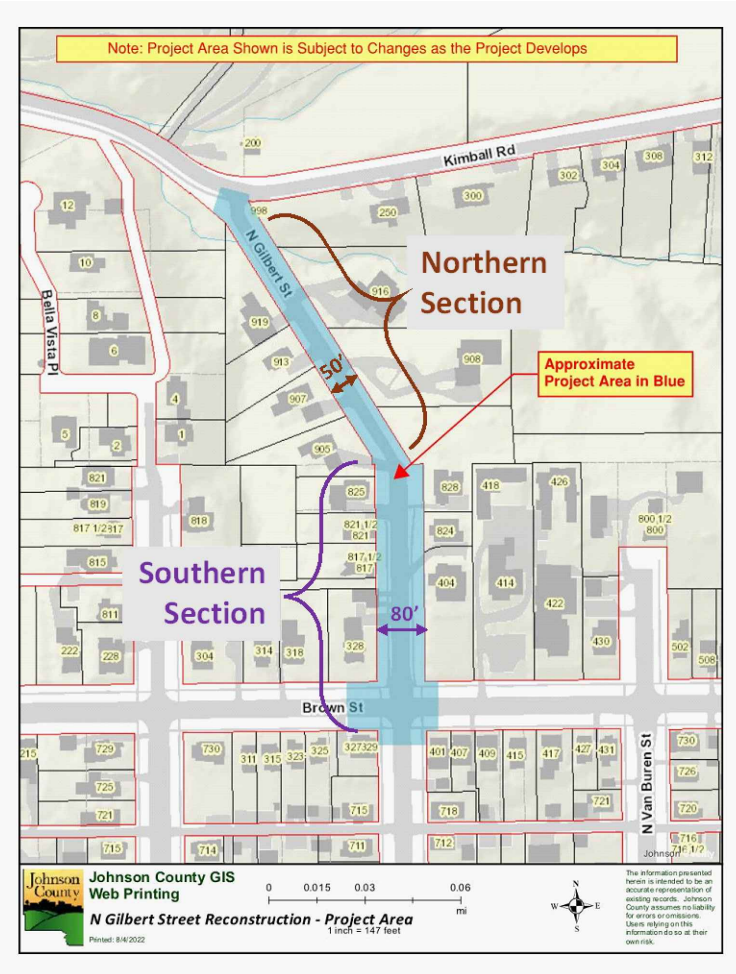 Note: Project Area Shown is Subject to Changes as the Project Develops
200
Kimball Rd
312
308
304
302
300
12
998
250
N Gilbert St
Northern
Section
10
916
Bella Vista Pl
8
919
6
908
913
50'
Approximate
Project Area in Blue
907
4
5
2
1
905
821
825
828
418
426
819
818
821 1/2
821
800 1/2
800
817 1/2
817
824
817 1/2
817
815
Southern
Section
404
414
422
80'
811
222
228
304
314
318
328
430
502
508
Brown St
215
729
730
311
315
323
325
327
329
401
407
409
415
417
427
431
N Van Buren St
730
725
726
721
715
718
721
720
715
714
711
712
716
716 1/2
Johnson
Johnson
County
Johnson County GIS
Web Printing
N Gilbert Street Reconstruction - Project Area
Printed: 8/4/2022
0 0.015 0.03 0.06
mi
1 inch = 147 feet
N
W E
S
The information presented
herein is intended to be an
accurate representation of
existing records. Johnson
County assumes no liability
for errors or omissions.
Users relying on this
information do so at their
own risk.